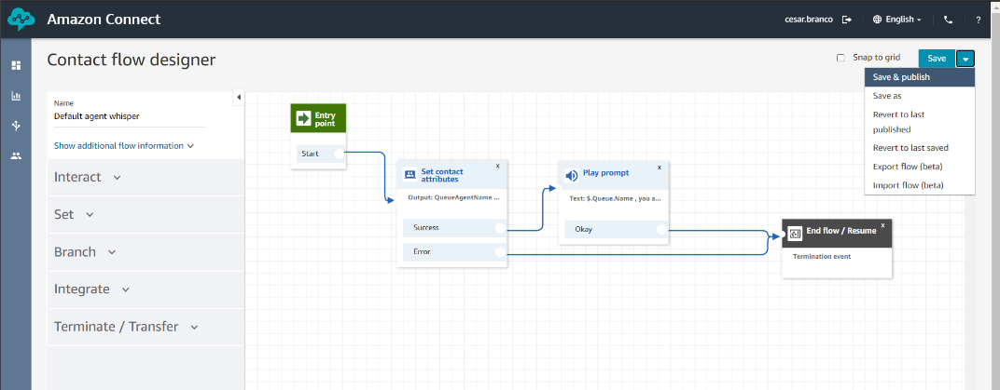 Amazon Connect
cesar.branco
English
?
Contact flow designer
Snap to grid
Save
Save & publish
Save as
Revert to last
published
Revert to last saved
Export flow (beta)
Import flow (beta)
Name
Default agent whisper
Show additional flow information
Interact
Set
Branch
Integrate
Terminate / Transfer
Entry
point
Start
Set contact
attributes
x
Output: QueueAgentName ...
Success
Error
Play prompt
x
Text: $.Queue.Name , you a...
Okay
End flow / Resume
x
Termination event